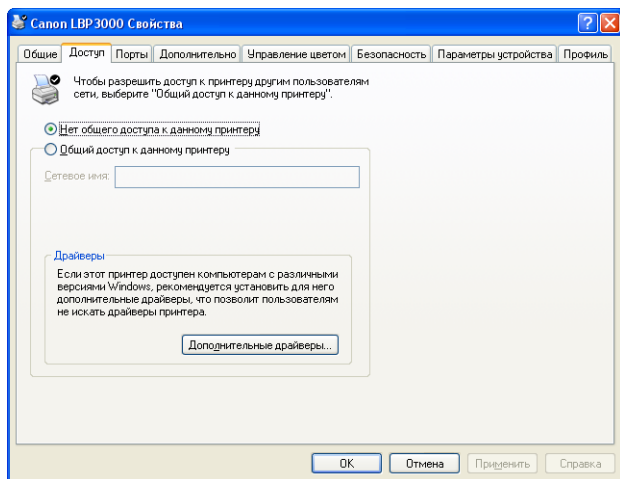 Canon LBP3000 Свойства
Общие Доступ Порты Дополнительно Управление цветом Безопасность Параметры устройства Профиль
Чтобы разрешить доступ к принтеру другим пользователям
сети, выберите "Общий доступ к данному принтеру".
Нет общего доступа к данному принтеру
Общий доступ к данному принтеру
Сетевое имя:
Драйверы
Если этот принтер доступен компьютерам с различными
версиями Windows, рекомендуется установить для него
дополнительные драйверы, что позволит пользователям
не искать драйверы принтера.
Дополнительные драйверы...
ОК Отмена Применить Справка